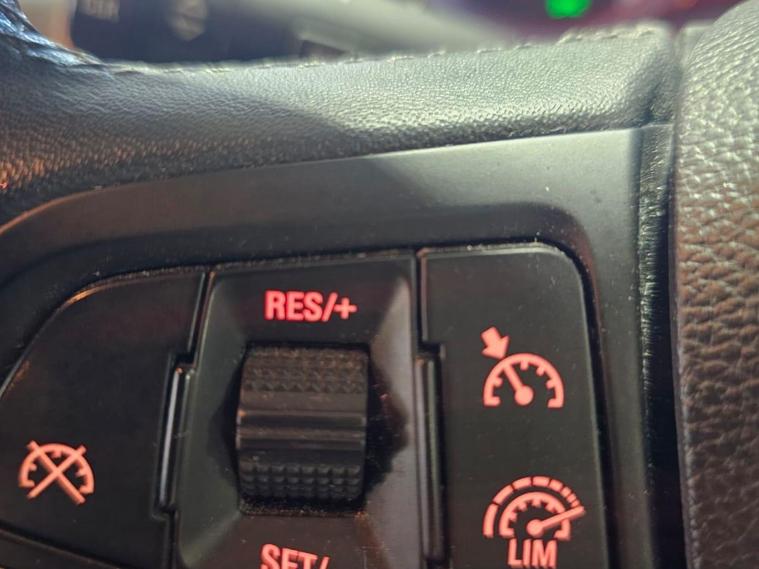 RES/+
SET/
LIM